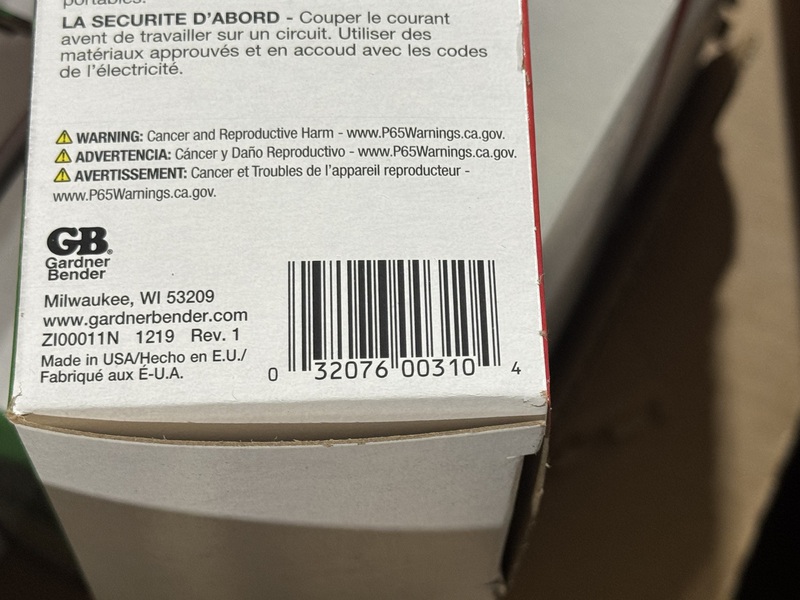 portables.
LA SECURITE D'ABORD - Couper le courant
avent de travailler sur un circuit. Utiliser des
matériaux approuvés et en accoud avec les codes
de l'électricité.
WARNING: Cancer and Reproductive Harm - www.P65Warnings.ca.gov.
ADVERTENCIA: Cáncer y Daño Reproductivo - www.P65Warnings.ca.gov.
AVERTISSEMENT: Cancer et Troubles de l'appareil reproducteur -
www.P65Warnings.ca.gov.
GB®
Gardner
Bender
Milwaukee, WI 53209
www.gardnerbender.com
ZI00011N 1219 Rev. 1
Made in USA/Hecho en E.U./
Fabriqué aux É-U.A.
0 32076 00310 4